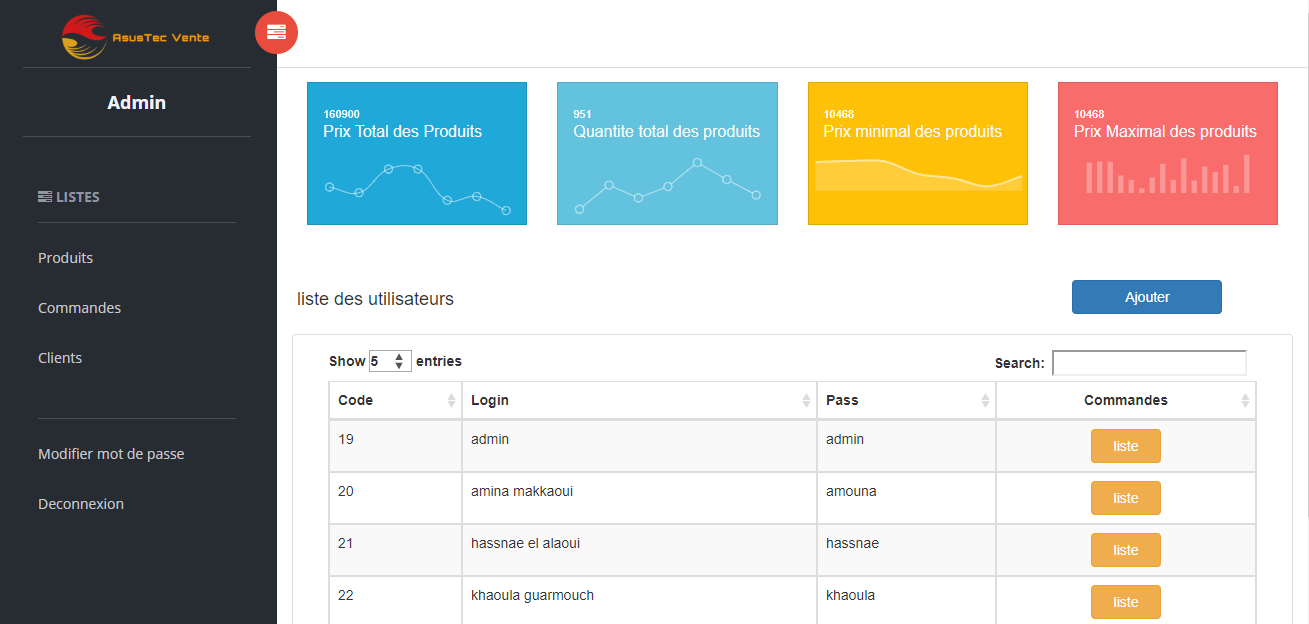 AsusTec Vente
Admin
LISTES
Produits
Commandes
Clients
Modifier mot de passe
Deconnexion
160900
Prix Total des Produits
951
Quantite total des produits
10468
Prix minimal des produits
10468
Prix Maximal des produits
liste des utilisateurs
Ajouter
Show 5 entries
Search:
Code Login Pass Commandes
19 admin admin liste
20 amina makkaoui amouna liste
21 hassnae el alaoui hassnae liste
22 khaoula guarmouch khaoula liste